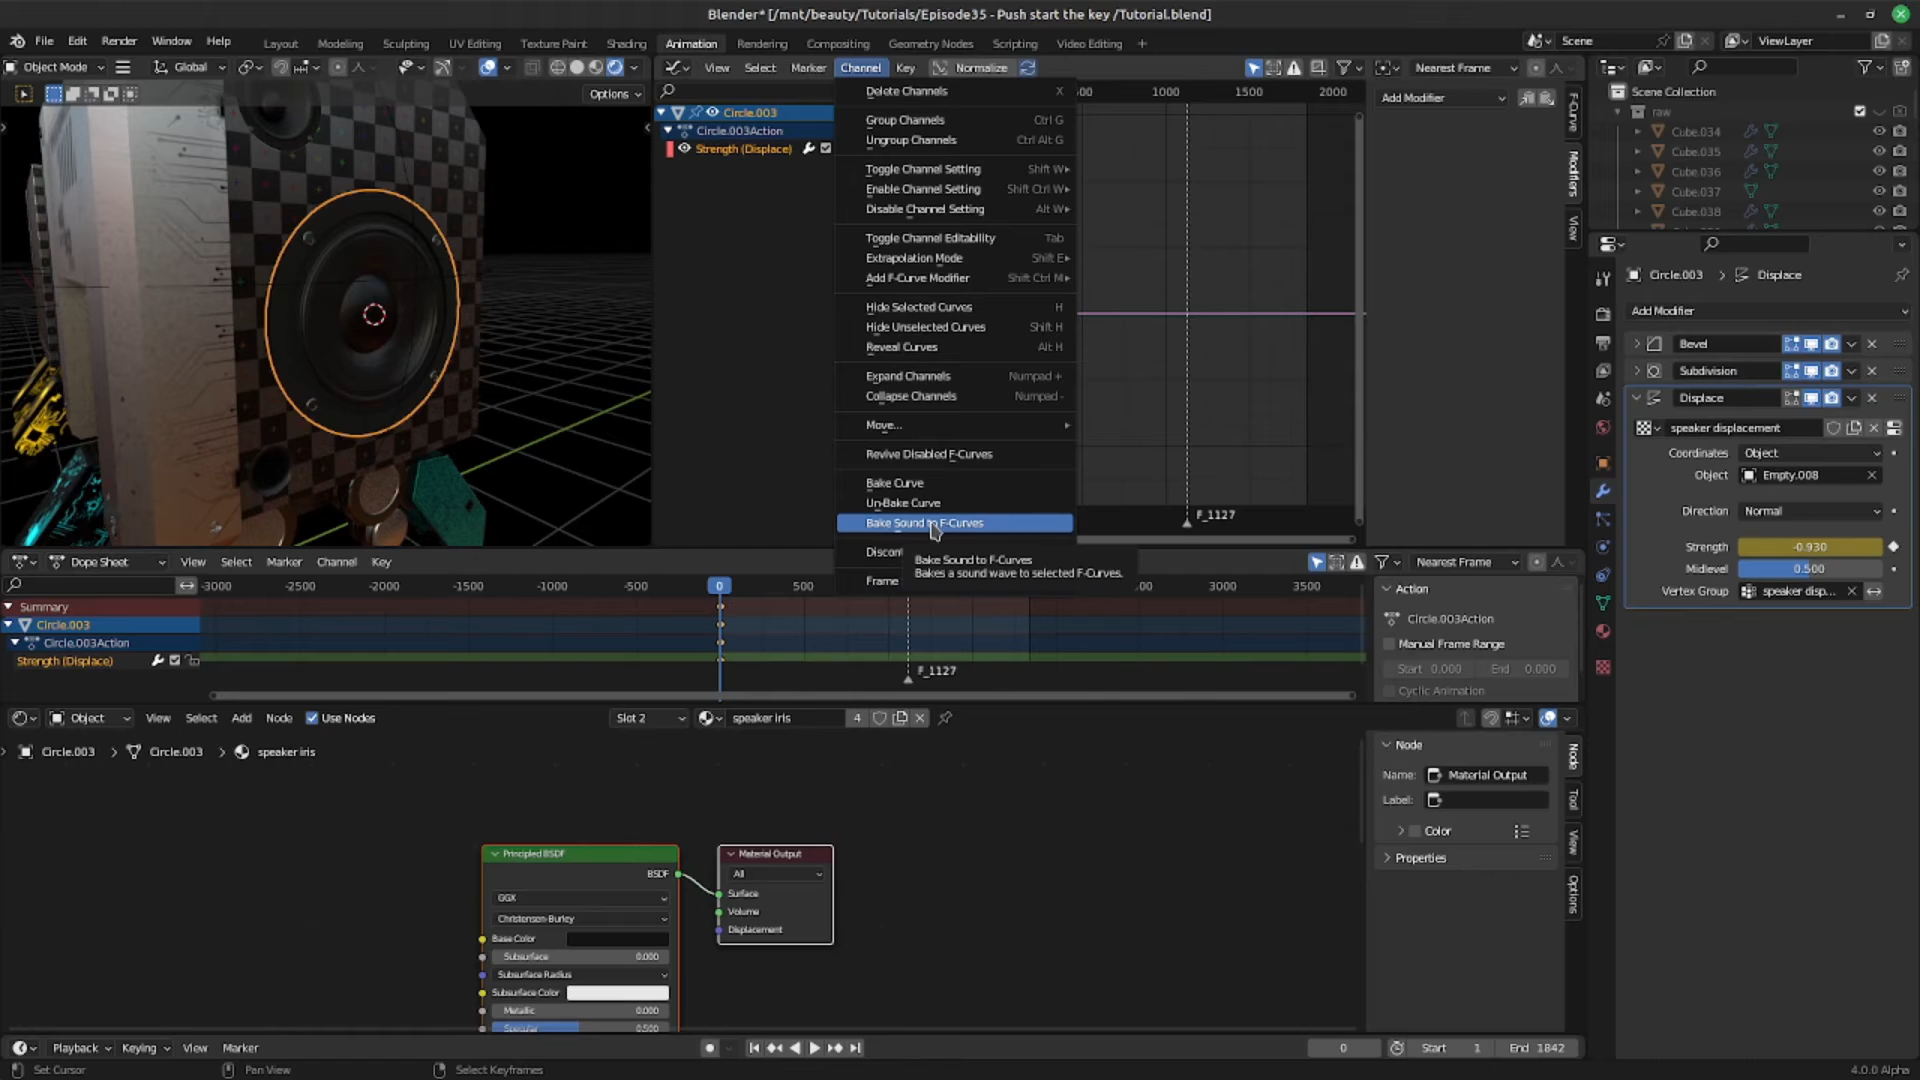 Blender* [/mnt/beauty/Tutorials/Episode35 - Push start the key /Tutorial.blend]
File Edit Render Window Help Layout Modeling Sculpting UV Editing Texture Paint Shading Animation Rendering Compositing Geometry Nodes Scripting Video Editing + Scene ViewLayer
Object Mode Global View Select Marker Channel Key Normalize Nearest Frame
Options
Circle.003
Circle.003Action
Strength (Displace)
Delete Channels X
Group Channels Ctrl G
Ungroup Channels Ctrl Alt G
Toggle Channel Setting Shift W
Enable Channel Setting Shift Ctrl W
Disable Channel Setting Alt W
Toggle Channel Editability Tab
Extrapolation Mode Shift E
Add F-Curve Modifier Shift Ctrl M
Hide Selected Curves H
Hide Unselected Curves Shift H
Reveal Curves Alt H
Expand Channels Numpad +
Collapse Channels Numpad -
Move...
Revive Disabled F-Curves
Bake Curve
Un-Bake Curve
Bake Sound to F-Curves
Frame
Bake Sound to F-Curves
Bakes a sound wave to selected F-Curves.
1000 1500 2000
F_1127
Add Modifier
F-Curve
Modifiers
View
Scene Collection
raw
Cube.034
Cube.035
Cube.036
Cube.037
Cube.038
Circle.003 > Displace
Add Modifier
Bevel
Subdivision
Displace
speaker displacement
Coordinates Object
Object Empty.008
Direction Normal
Strength -0.930
Midlevel 0.500
Vertex Group speaker disp...
Dope Sheet View Select Marker Channel Key Nearest Frame
-3000 -2000 -1500 -1000 -500 0 500 3000 3500
Summary
Circle.003
Circle.003Action
Strength (Displace)
F_1127
Action
Circle.003Action
Manual Frame Range
Start 0.000 End 0.000
Cyclic Animation
Object View Select Add Node Use Nodes Slot 2 speaker iris 4
Circle.003 > Circle.003 > speaker iris
Node
Name: Material Output
Label:
Color
Properties
Node
Tool
View
Options
Principled BSDF
BSDF
GGX
Christensen-Burley
Base Color
Subsurface 0.000
Subsurface Radius
Subsurface Color
Metallic 0.000
Specular 0.500
Material Output
All
Surface
Volume
Displacement
Playback Keying View Marker 0 Start 1 End 1842
Set Cursor Pan View Select Keyframes 4.0.0 Alpha